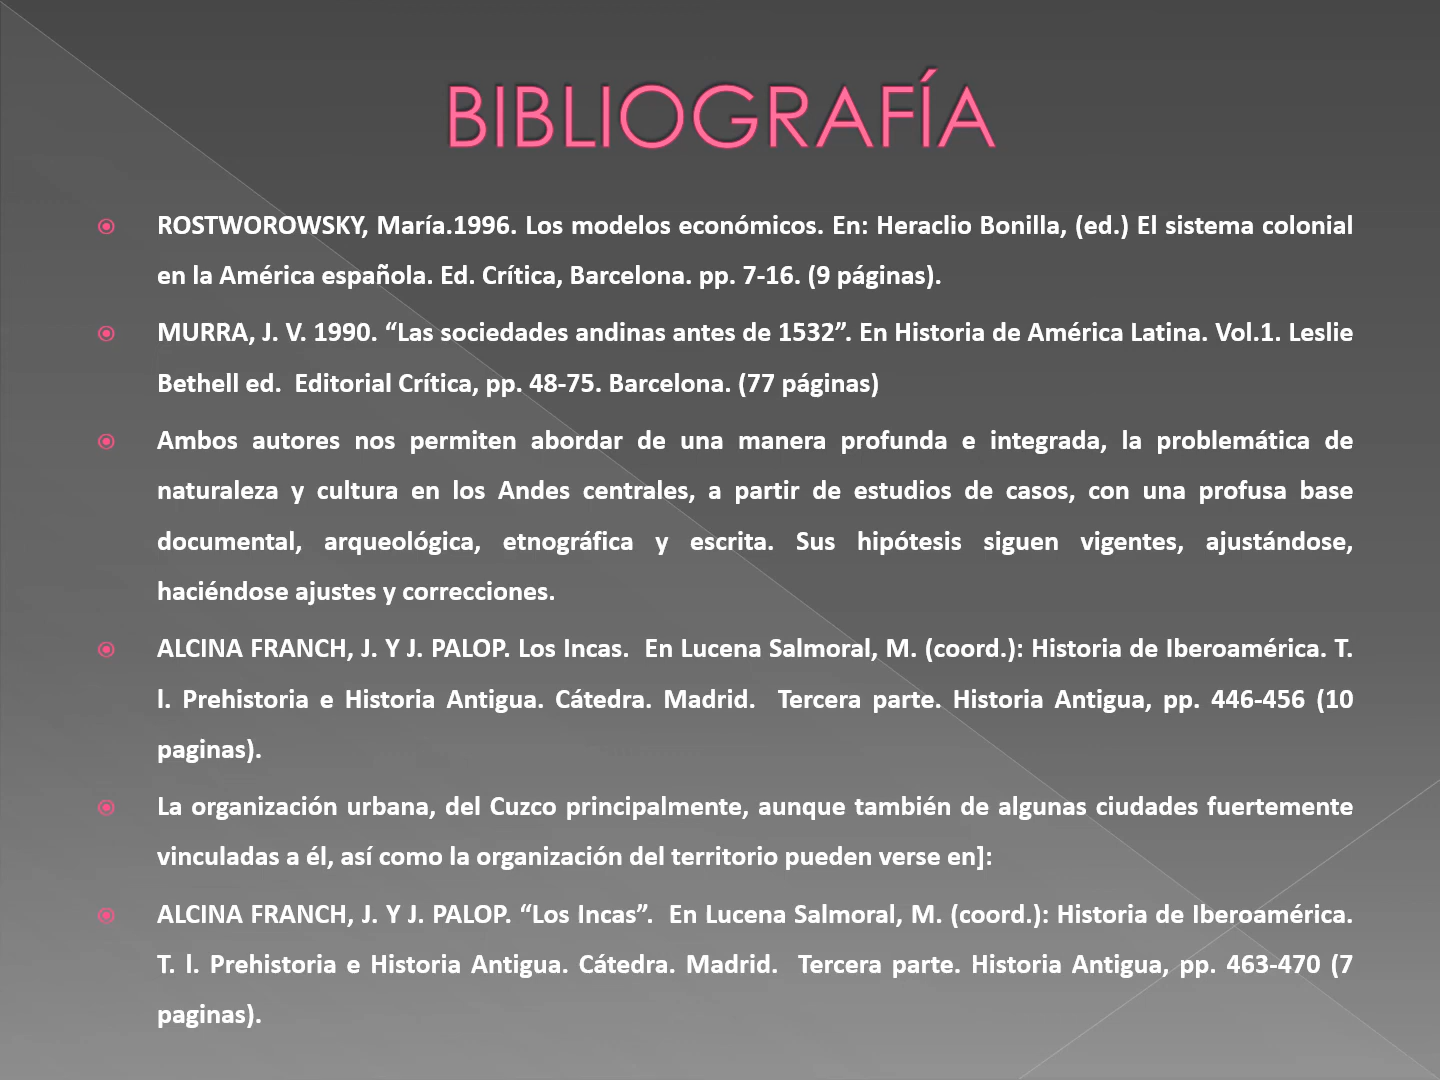 BIBLIOGRAFÍA
ROSTWOROWSKY, María.1996. Los modelos económicos. En: Heraclio Bonilla, (ed.) El sistema colonial
en la América española. Ed. Crítica, Barcelona. pp. 7-16. (9 páginas).
MURRA, J. V. 1990. “Las sociedades andinas antes de 1532”. En Historia de América Latina. Vol.1. Leslie
Bethell ed.  Editorial Crítica, pp. 48-75. Barcelona. (77 páginas)
Ambos autores nos permiten abordar de una manera profunda e integrada, la problemática de
naturaleza y cultura en los Andes centrales, a partir de estudios de casos, con una profusa base
documental, arqueológica, etnográfica y escrita. Sus hipótesis siguen vigentes, ajustándose,
haciéndose ajustes y correcciones.
ALCINA FRANCH, J. Y J. PALOP. Los Incas.  En Lucena Salmoral, M. (coord.): Historia de Iberoamérica. T.
l. Prehistoria e Historia Antigua. Cátedra. Madrid.  Tercera parte. Historia Antigua, pp. 446-456 (10
paginas).
La organización urbana, del Cuzco principalmente, aunque también de algunas ciudades fuertemente
vinculadas a él, así como la organización del territorio pueden verse en]:
ALCINA FRANCH, J. Y J. PALOP. “Los Incas”.  En Lucena Salmoral, M. (coord.): Historia de Iberoamérica.
T. l. Prehistoria e Historia Antigua. Cátedra. Madrid.  Tercera parte. Historia Antigua, pp. 463-470 (7
paginas).